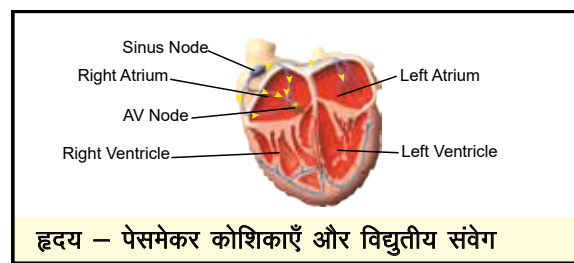 Sinus Node
Right Atrium
Left Atrium
AV Node
Right Ventricle
Left Ventricle
हृदय – पेसमेकर कोशिकाएँ और विद्युतीय संवेग